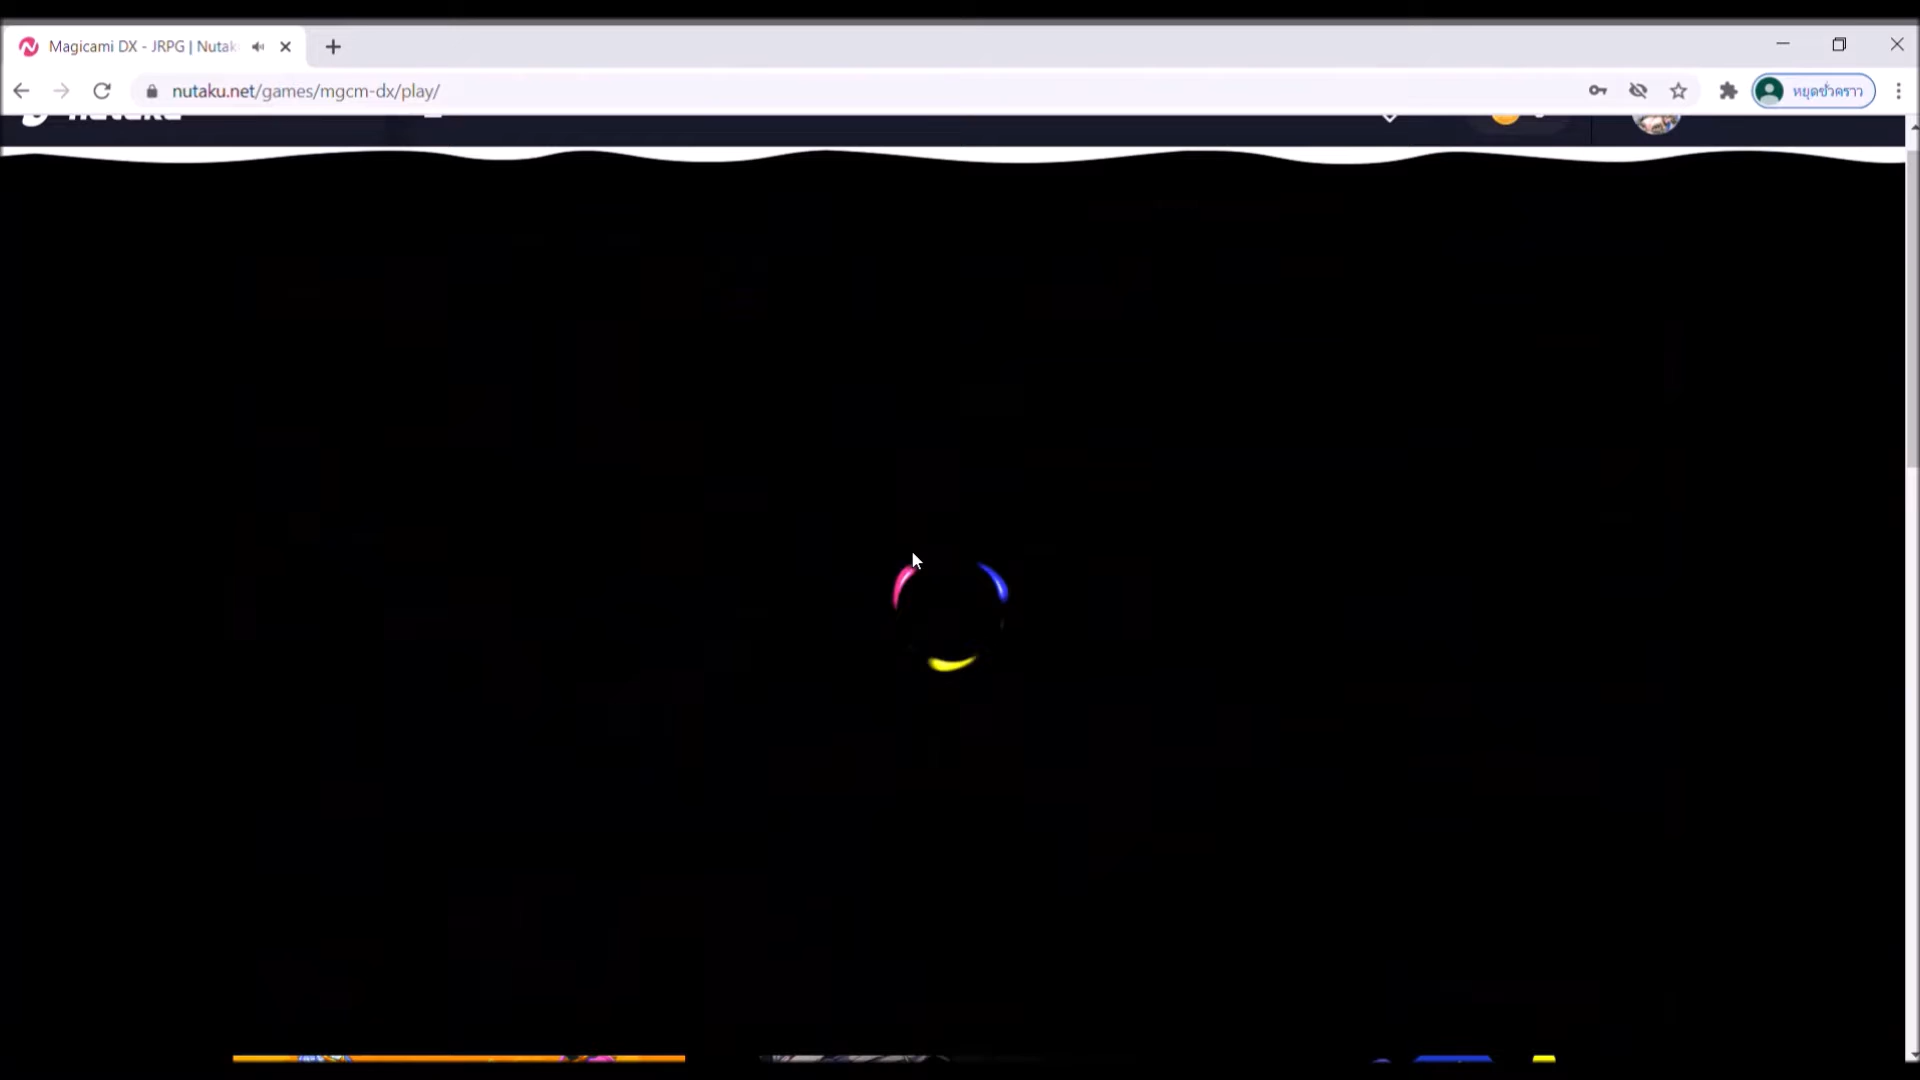 Magicami DX - JRPG | Nutak
nutaku.net/games/mgcm-dx/play/
หยุดชั่วคราว
nutaku